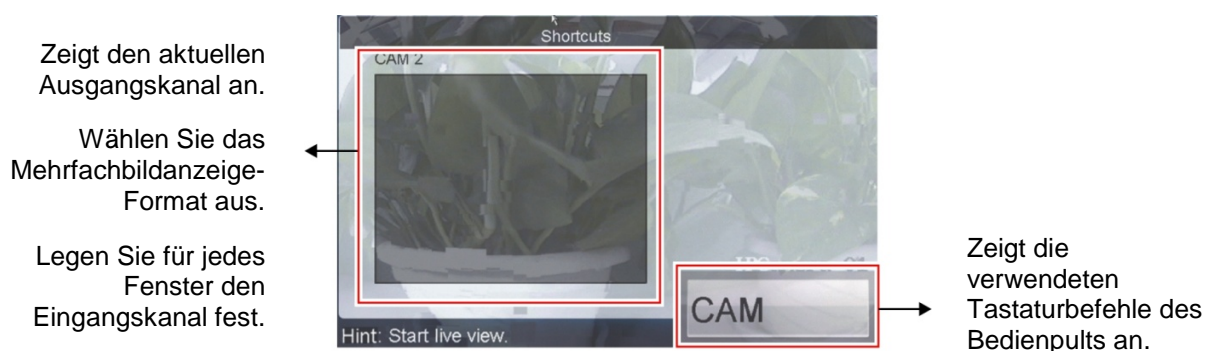 Zeigt den aktuellen
Ausgangskanal an.
Wählen Sie das
Mehrfachbildanzeige-
Format aus.
Legen Sie für jedes
Fenster den
Eingangskanal fest.
Shortcuts
CAM 2
CAM
Hint: Start live view.
Zeigt die
verwendeten
Tastaturbefehle des
Bedienpults an.